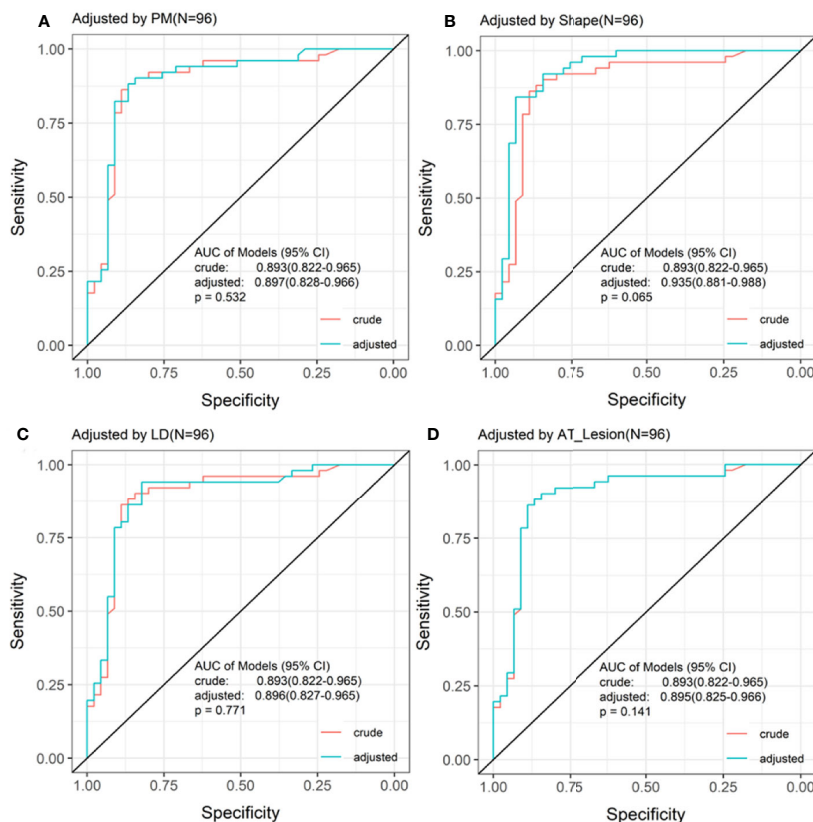 A
Adjusted by PM(N=96)
1.00
0.75
0.50
0.25
0.00
Sensitivity
AUC of Models (95% CI)
crude: 0.893(0.822-0.965)
adjusted: 0.897(0.828-0.966)
p = 0.532
crude
adjusted
1.00 0.75 0.50 0.25 0.00
Specificity
B
Adjusted by Shape(N=96)
1.00
0.75
0.50
0.25
0.00
Sensitivity
AUC of Models (95% CI)
crude: 0.893(0.822-0.965)
adjusted: 0.935(0.881-0.988)
p = 0.065
crude
adjusted
1.00 0.75 0.50 0.25 0.00
Specificity
C
Adjusted by LD(N=96)
1.00
0.75
0.50
0.25
0.00
Sensitivity
AUC of Models (95% CI)
crude: 0.893(0.822-0.965)
adjusted: 0.896(0.827-0.965)
p = 0.771
crude
adjusted
1.00 0.75 0.50 0.25 0.00
Specificity
D
Adjusted by AT_Lesion(N=96)
1.00
0.75
0.50
0.25
0.00
Sensitivity
AUC of Models (95% CI)
crude: 0.893(0.822-0.965)
adjusted: 0.895(0.825-0.966)
p = 0.141
crude
adjusted
1.00 0.75 0.50 0.25 0.00
Specificity